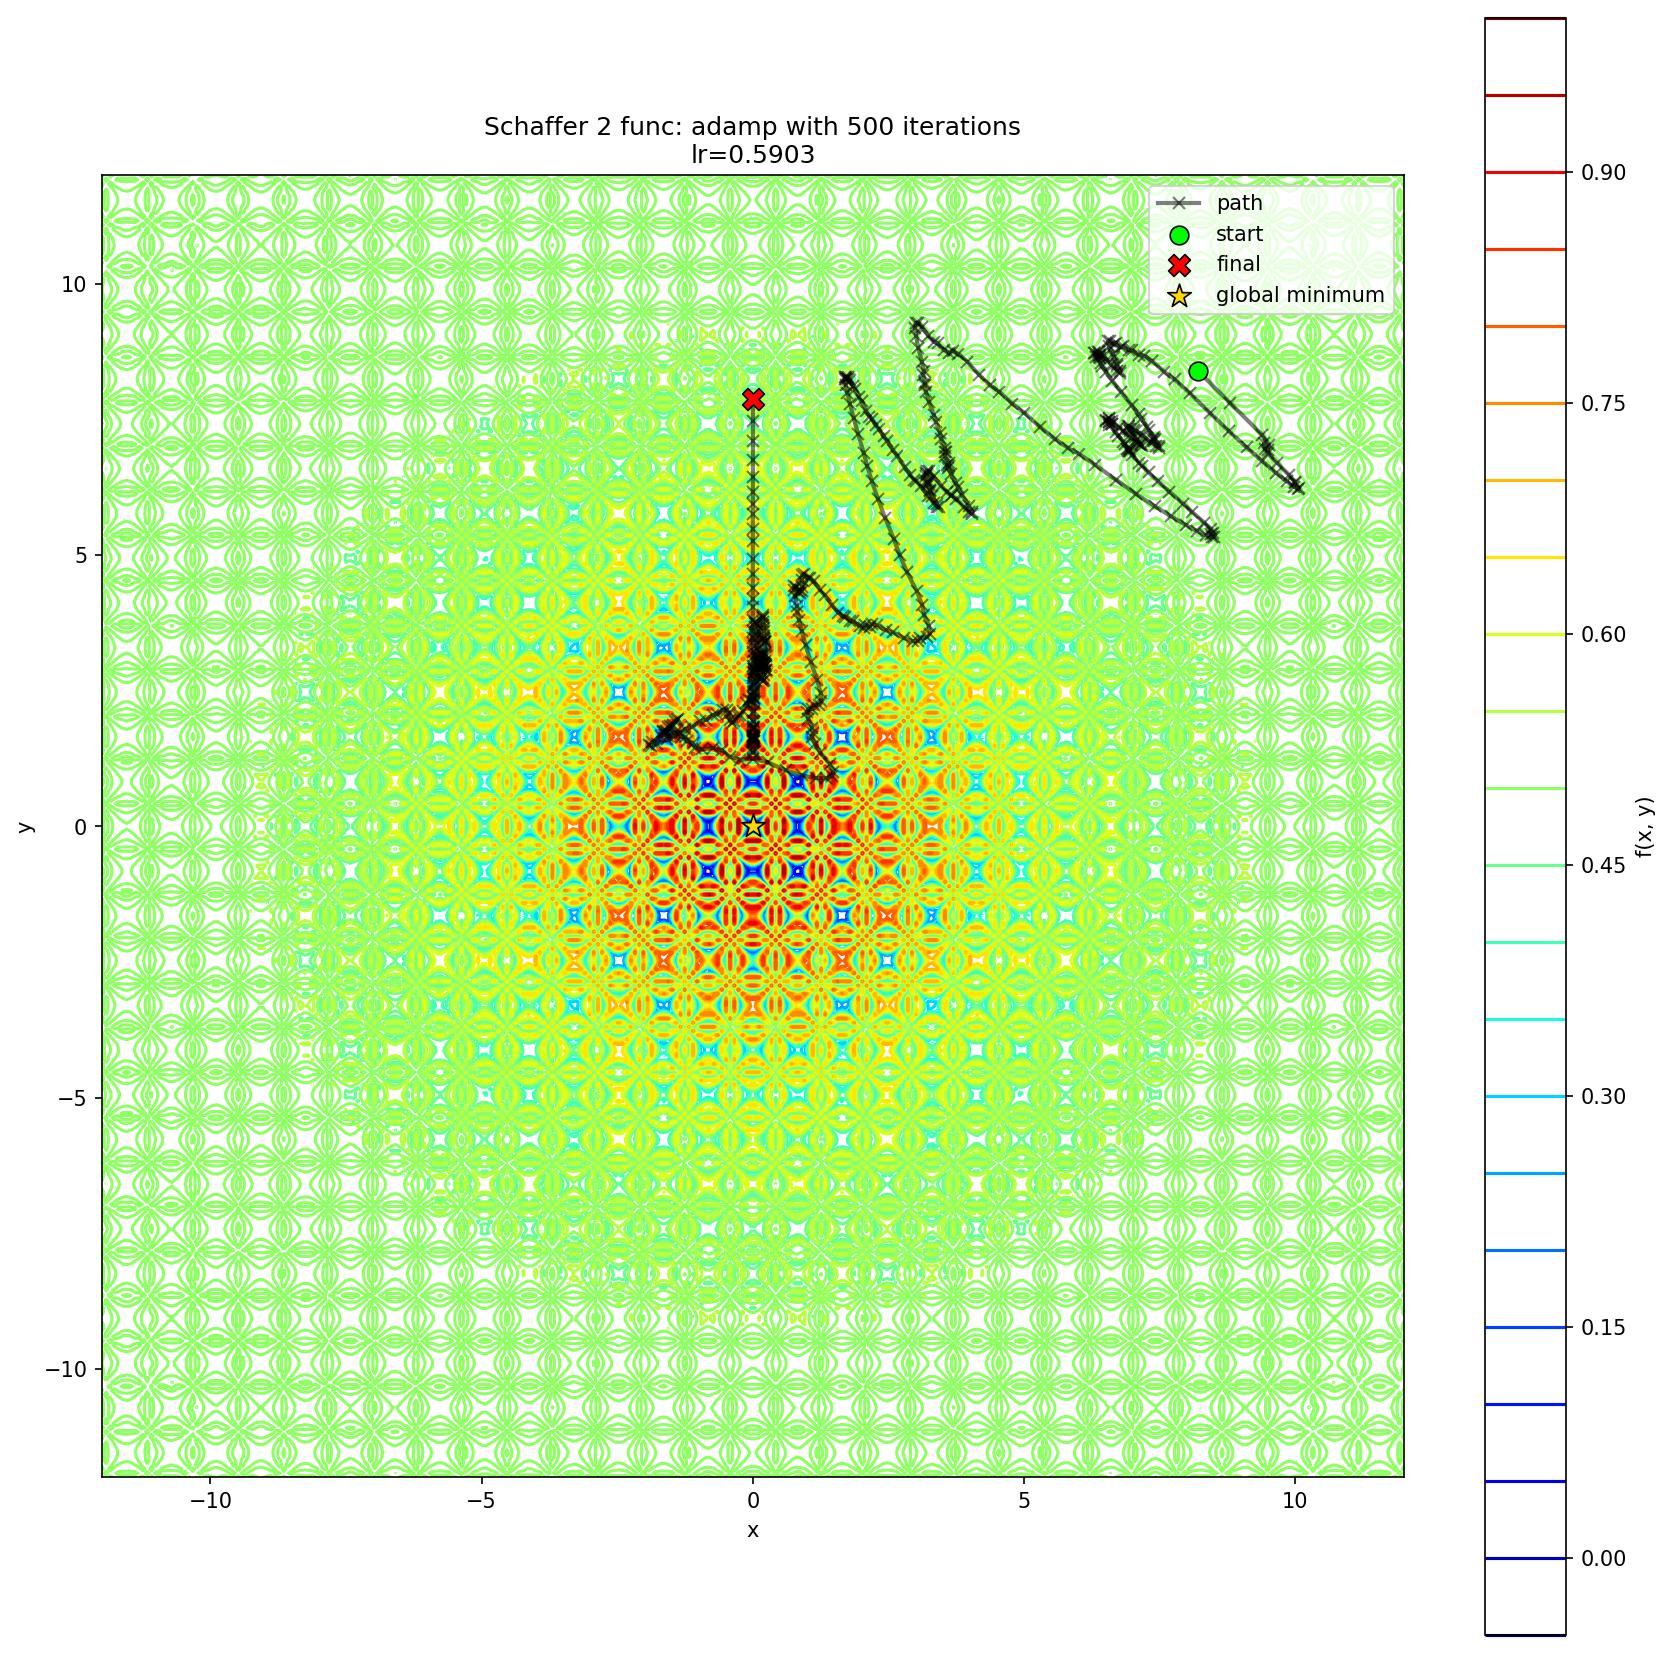 Schaffer 2 func: adamp with 500 iterations
lr=0.5903
path
start
final
global minimum
10
5
0
−5
−10
y
−10
−5
0
5
10
x
0.90
0.75
0.60
0.45
0.30
0.15
0.00
f(x, y)